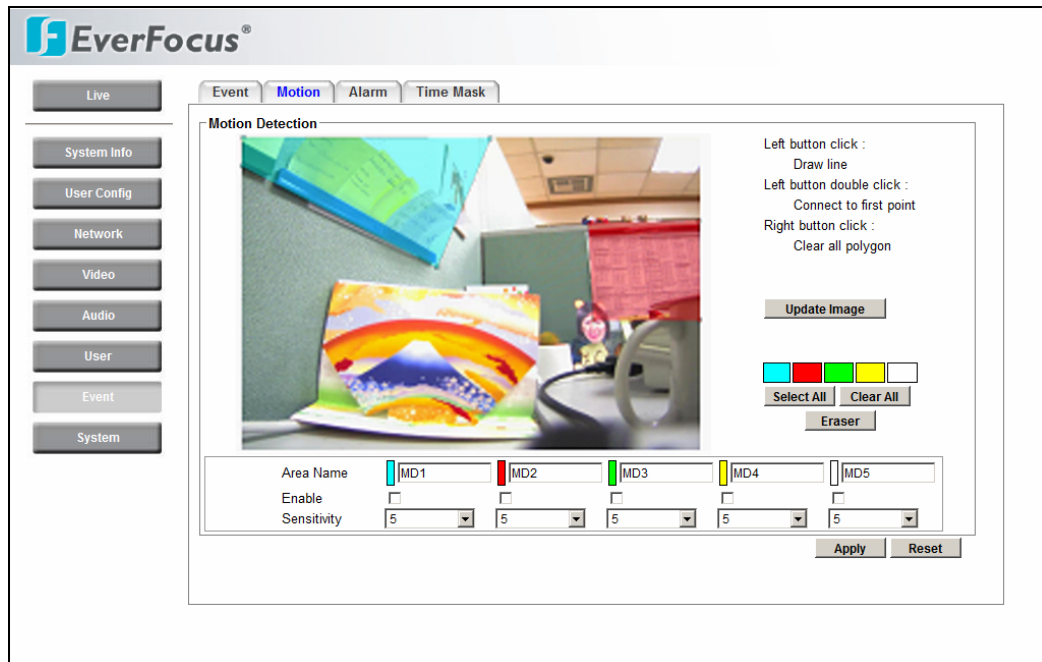 EverFocus®
Live
System Info
User Config
Network
Video
Audio
User
Event
System
Event Motion Alarm Time Mask
Motion Detection
Left button click :
Draw line
Left button double click :
Connect to first point
Right button click :
Clear all polygon
Update Image
Select All Clear All
Eraser
Area Name MD1 MD2 MD3 MD4 MD5
Enable
Sensitivity 5 5 5 5 5
Apply Reset